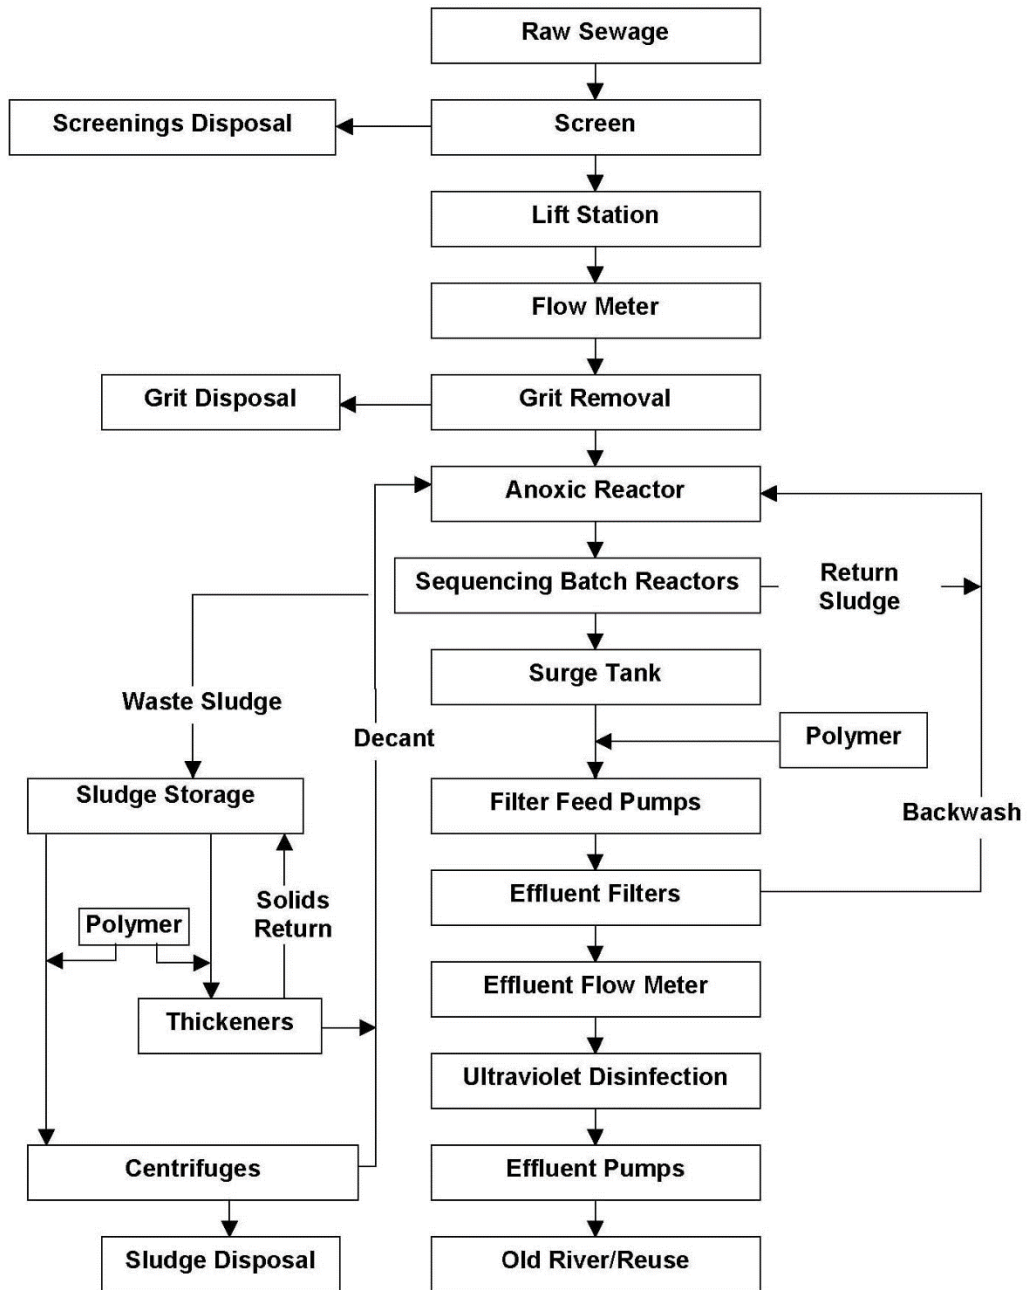 Raw Sewage
Screenings Disposal
Screen
Lift Station
Flow Meter
Grit Disposal
Grit Removal
Anoxic Reactor
Sequencing Batch Reactors
Return
Sludge
Surge Tank
Waste Sludge
Decant
Polymer
Sludge Storage
Filter Feed Pumps
Backwash
Solids
Return
Effluent Filters
Polymer
Effluent Flow Meter
Thickeners
Ultraviolet Disinfection
Centrifuges
Effluent Pumps
Sludge Disposal
Old River/Reuse